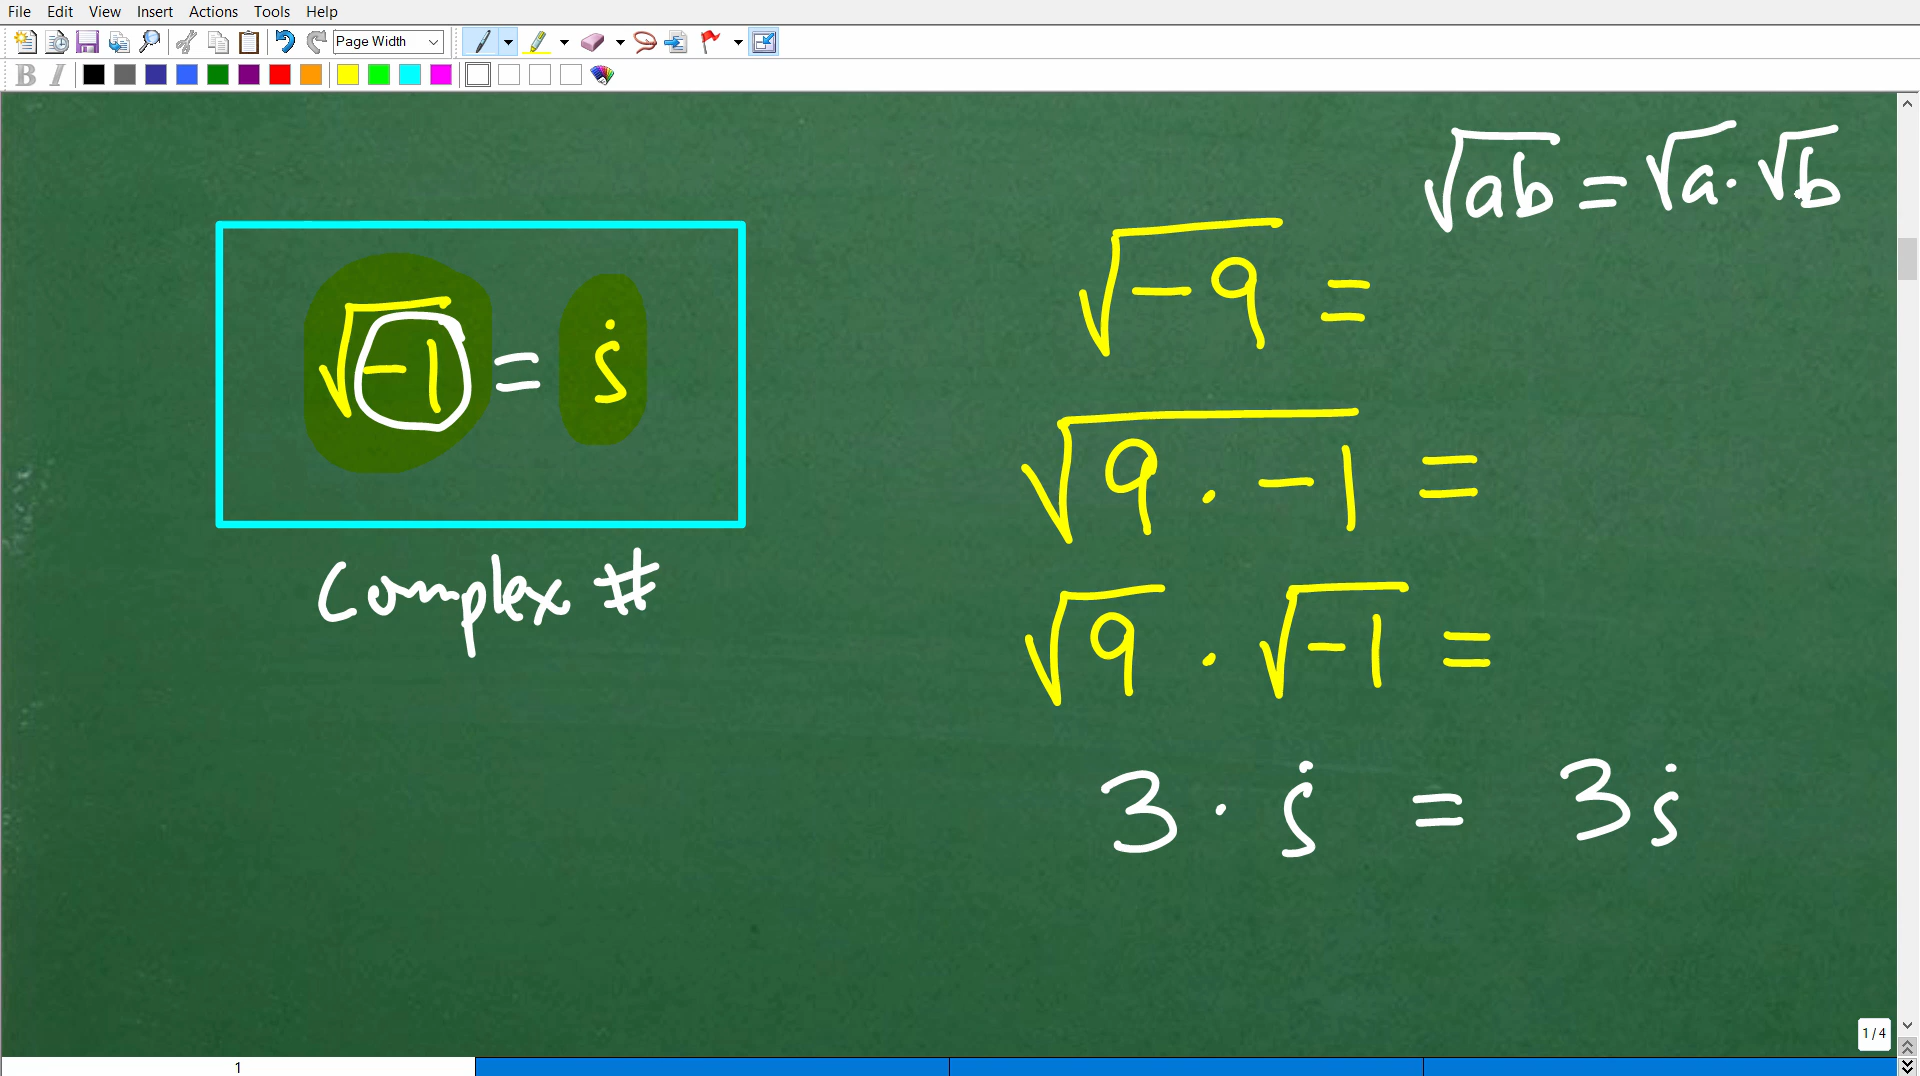 File Edit View Insert Actions Tools Help
Page Width
B I
√ab = √a · √b
√-1 = i
√-9 =
√9 · -1 =
Complex #
√9 · √-1 =
3 · i = 3i
1 / 4
1